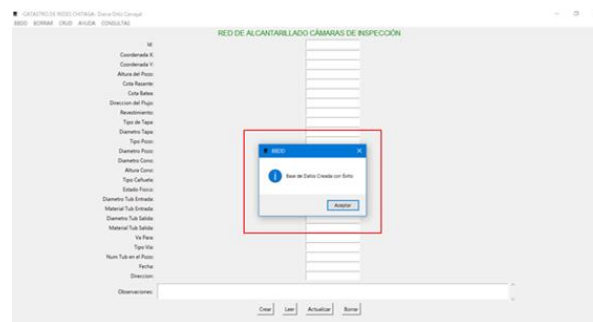 CATASTRO DE REDES CHITAGA- Diana Ortiz Carvajal
BBDD BORRAR CRUD AYUDA CONSULTAS
RED DE ALCANTARILLADO CÁMARAS DE INSPECCIÓN
Id:
Coordenada X:
Coordenada Y:
Altura del Pozo:
Cota Rasante:
Cota Batea:
Direccion del Flujo:
Revestimiento:
Tipo de Tapa:
Diametro Tapa:
Tipo Pozo:
Diametro Pozo:
Diametro Cono:
Altura Cono:
Tipo Cañuela:
Estado Fisico:
Diametro Tub Entrada:
Material Tub Entrada:
Diametro Tub Salida:
Material Tub Salida:
Va Para:
Tipo Via:
Num Tub en el Pozo:
Fecha:
Direccion:
Observaciones:
BBDD
Base de Datos Creada con Exito
Aceptar
Crear Leer Actualizar Borrar